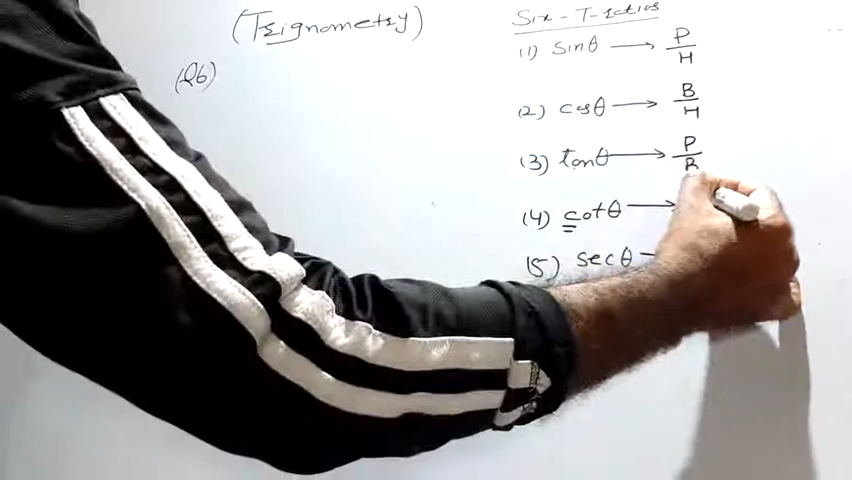 (Trignometry)
(Q6)
Six-T-ratios
(1) sinθ → P/H
(2) cosθ → B/H
(3) tanθ → P/B
(4) cotθ →
(5) secθ